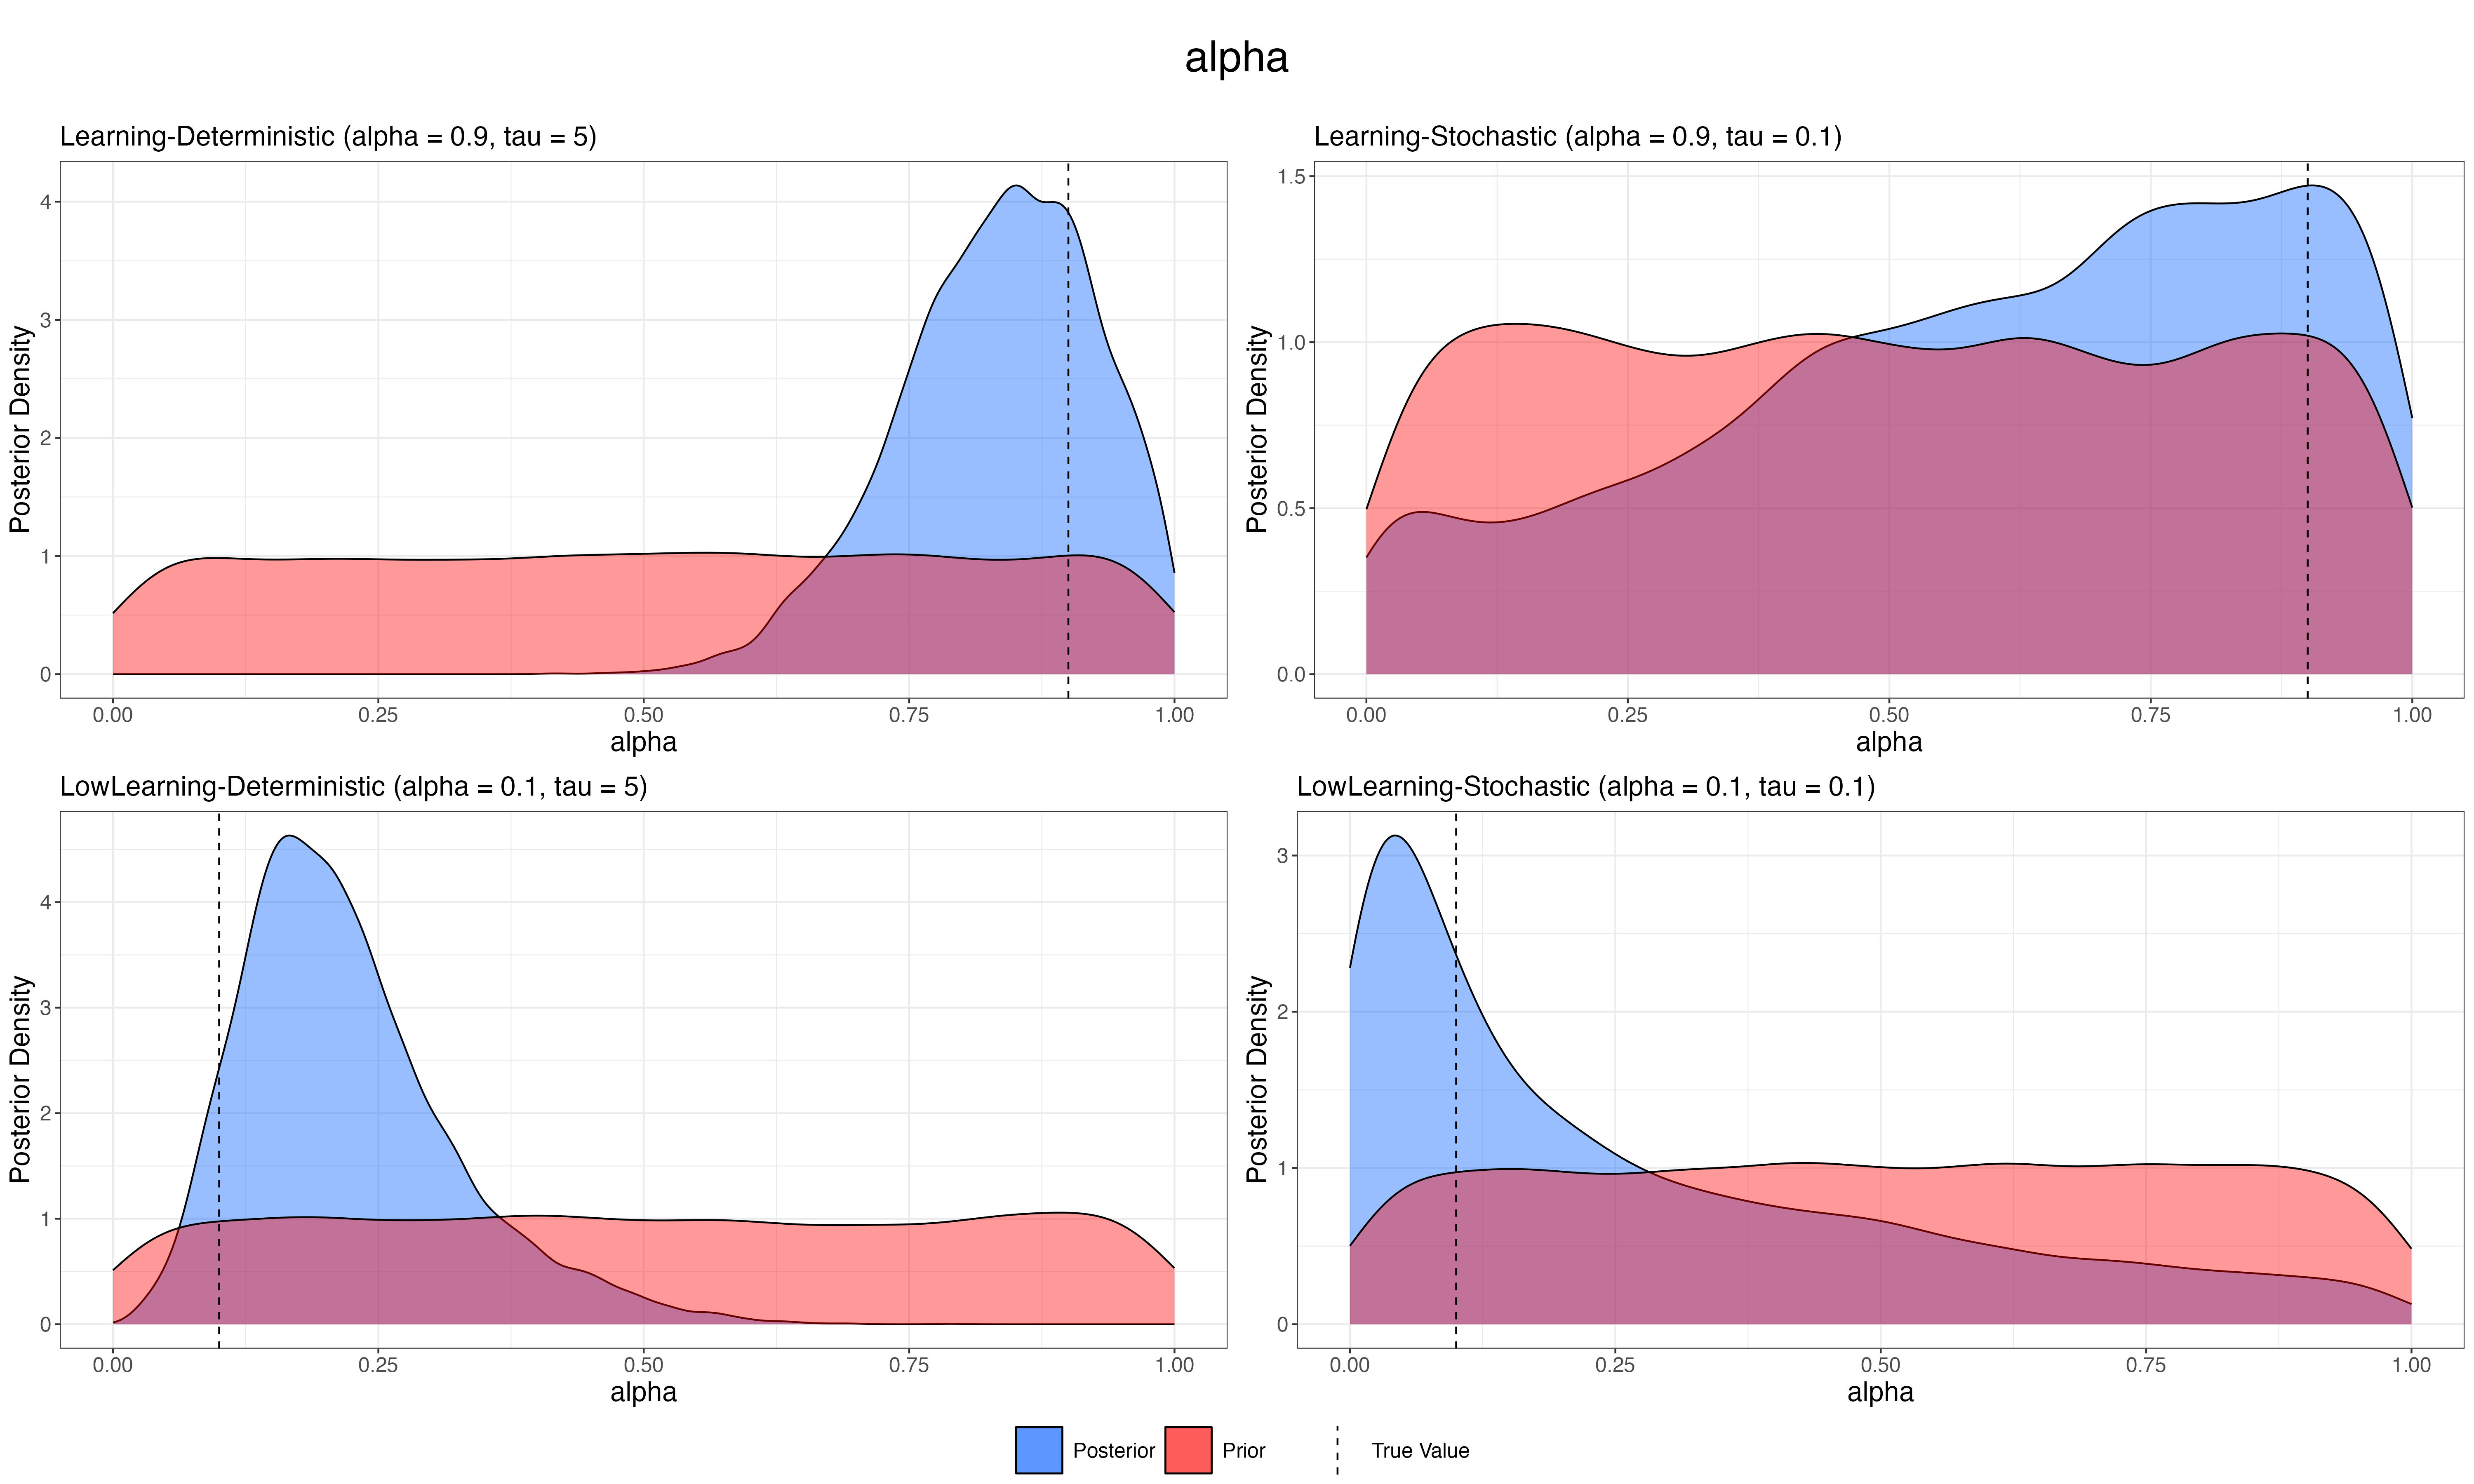 alpha
Learning-Deterministic (alpha = 0.9, tau = 5)
Posterior Density
4
3
2
1
0
0.00 0.25 0.50 0.75 1.00
alpha
Learning-Stochastic (alpha = 0.9, tau = 0.1)
Posterior Density
1.5
1.0
0.5
0.0
0.00 0.25 0.50 0.75 1.00
alpha
LowLearning-Deterministic (alpha = 0.1, tau = 5)
Posterior Density
4
3
2
1
0
0.00 0.25 0.50 0.75 1.00
alpha
LowLearning-Stochastic (alpha = 0.1, tau = 0.1)
Posterior Density
3
2
1
0
0.00 0.25 0.50 0.75 1.00
alpha
Posterior Prior True Value